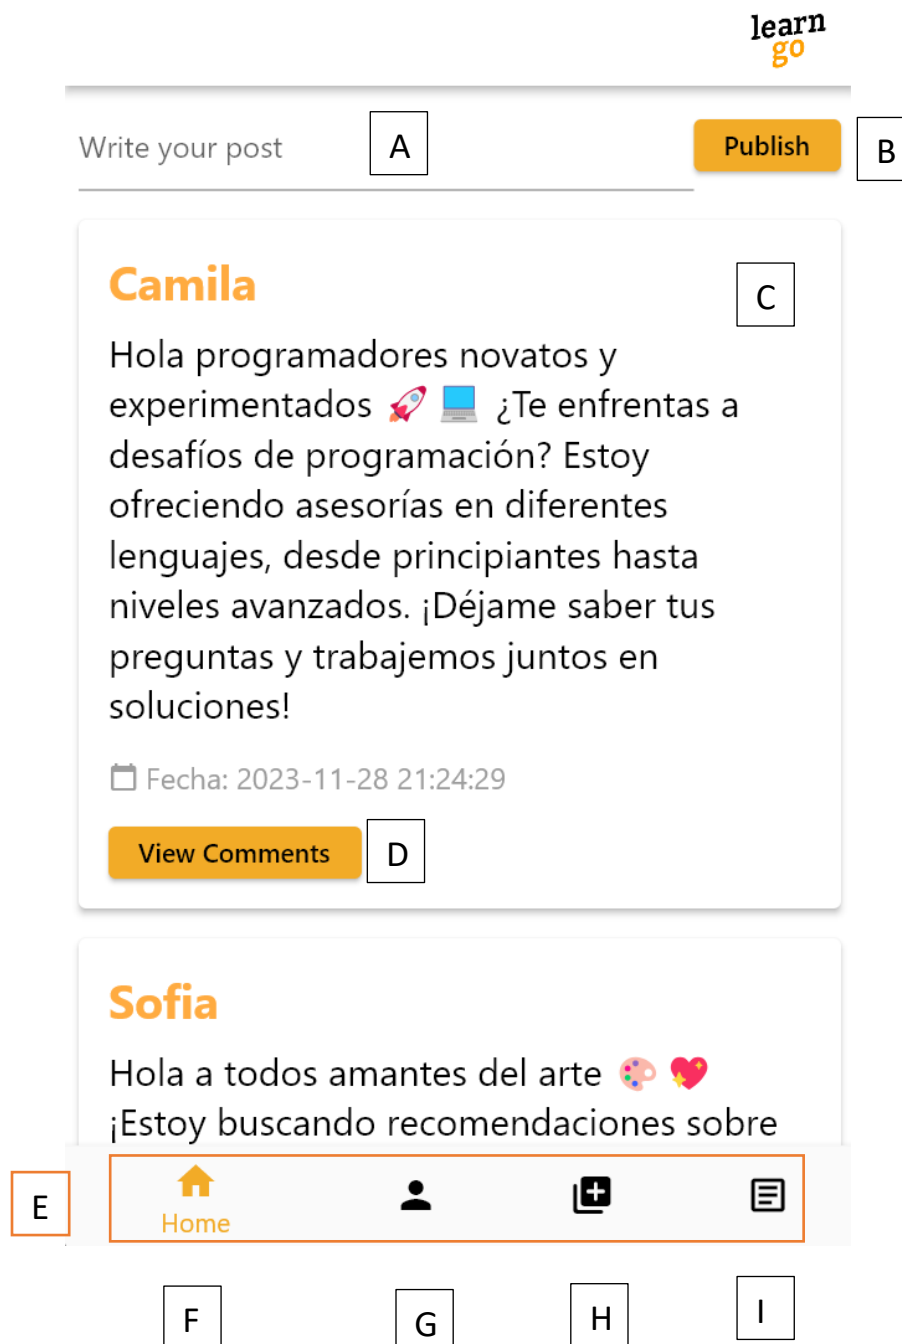 learn
go
Write your post
A
Publish
B
Camila
C
Hola programadores novatos y
experimentados 🚀 💻 ¿Te enfrentas a
desafíos de programación? Estoy
ofreciendo asesorías en diferentes
lenguajes, desde principiantes hasta
niveles avanzados. ¡Déjame saber tus
preguntas y trabajemos juntos en
soluciones!
Fecha: 2023-11-28 21:24:29
View Comments
D
Sofia
Hola a todos amantes del arte 🎨 💖
¡Estoy buscando recomendaciones sobre
E
Home
F
G
H
I